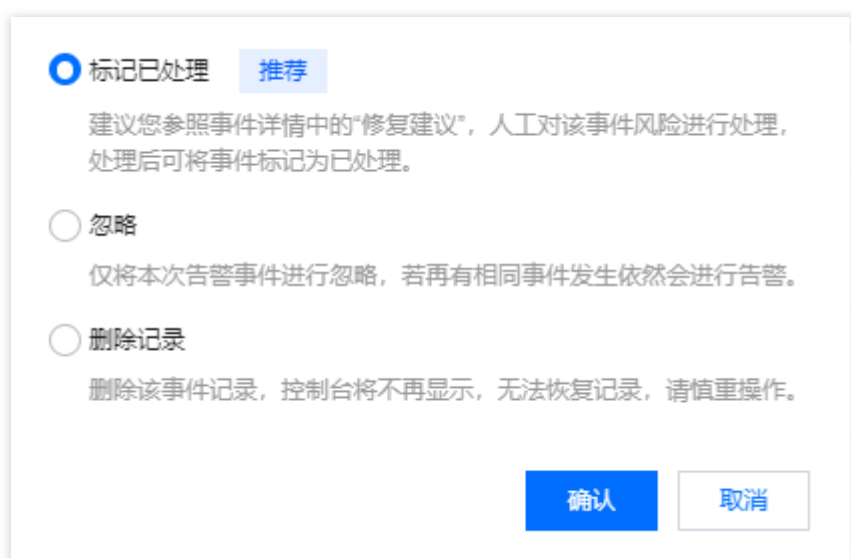 标记已处理 推荐
建议您参照事件详情中的“修复建议”，人工对该事件风险进行处理，
处理后可将事件标记为已处理。
忽略
仅将本次告警事件进行忽略，若再有相同事件发生依然会进行告警。
删除记录
删除该事件记录，控制台将不再显示，无法恢复记录，请慎重操作。
确认 取消